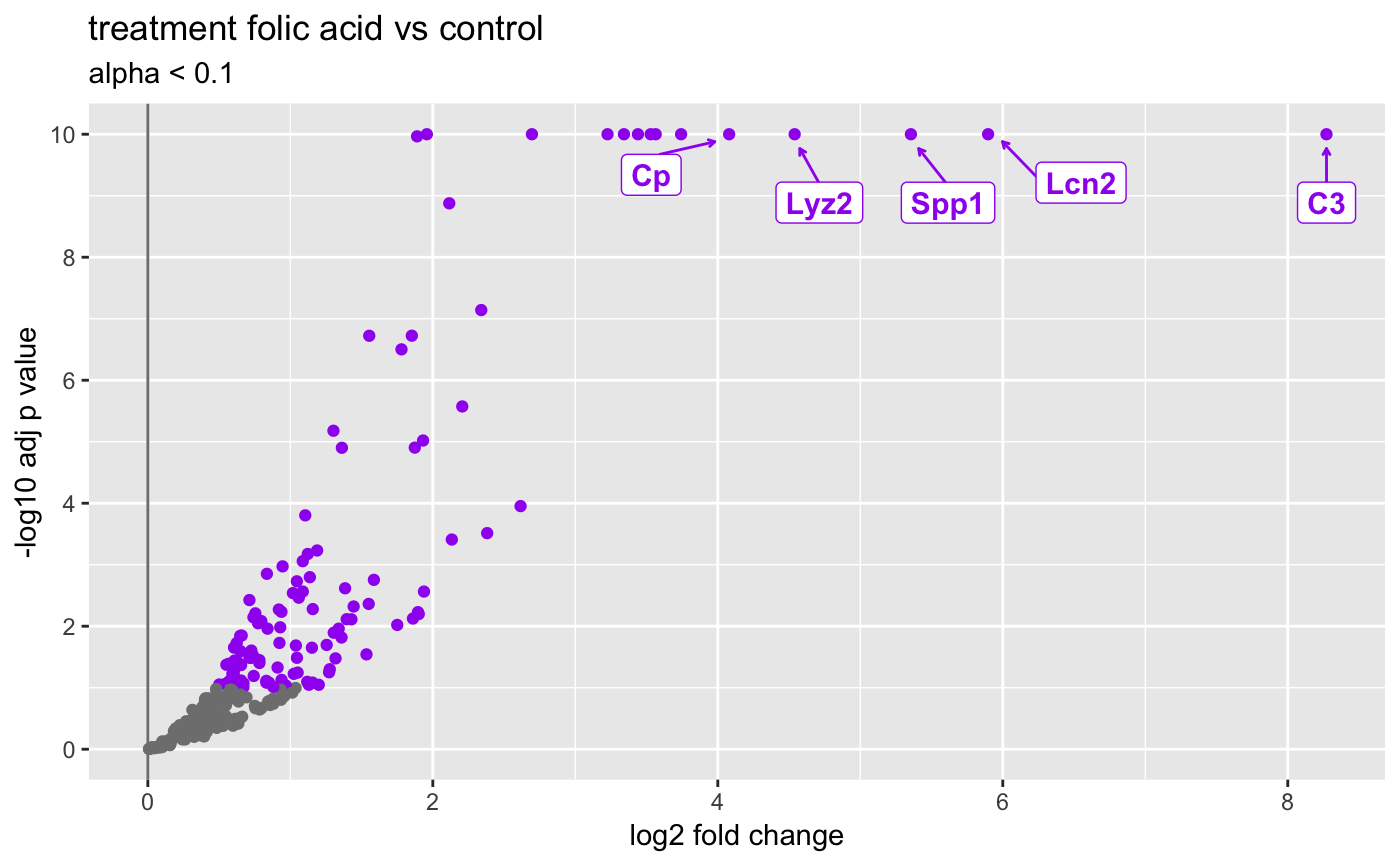 treatment folic acid vs control
alpha < 0.1
10
8
6
4
2
0
-log10 adj p value
Cp
Lyz2
Spp1
Lcn2
C3
0
2
4
6
8
log2 fold change